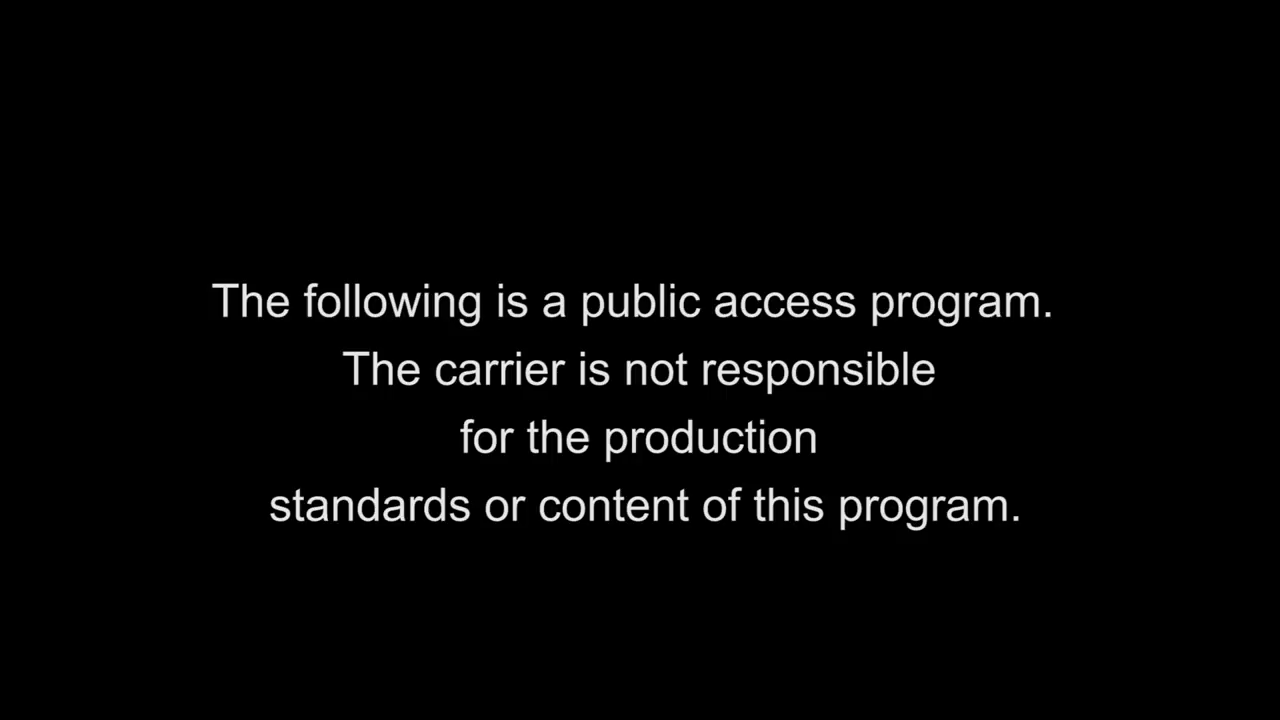 The following is a public access program.
The carrier is not responsible
for the production
standards or content of this program.